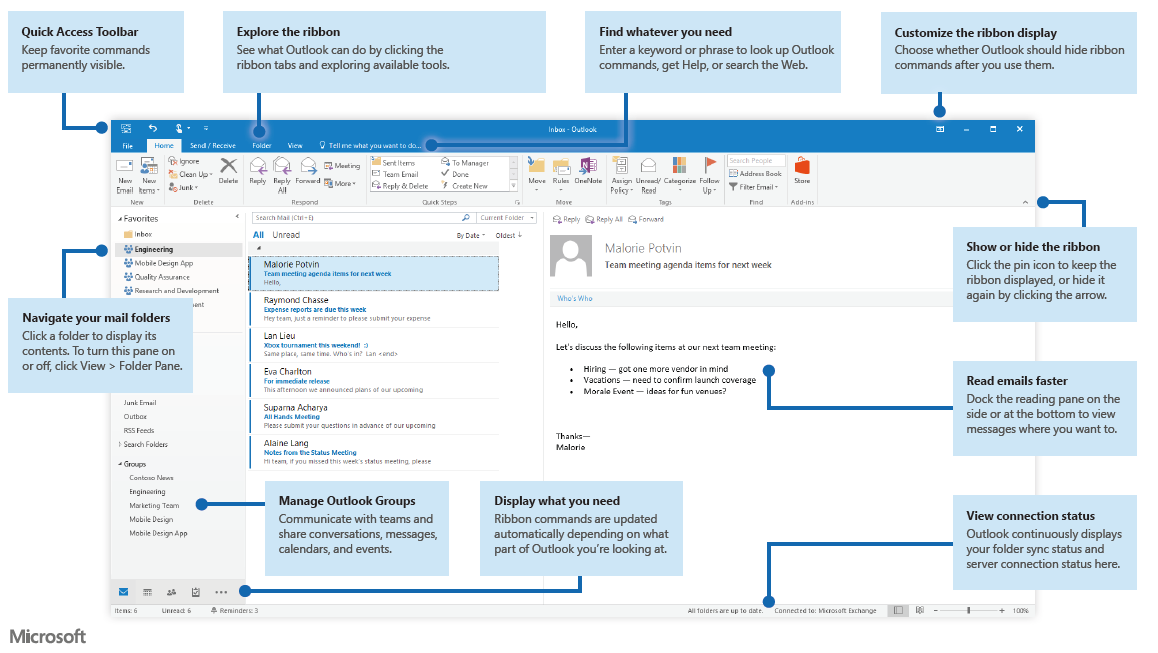 Quick Access Toolbar
Keep favorite commands
permanently visible.
Explore the ribbon
See what Outlook can do by clicking the
ribbon tabs and exploring available tools.
Find whatever you need
Enter a keyword or phrase to look up Outlook
commands, get Help, or search the Web.
Customize the ribbon display
Choose whether Outlook should hide ribbon
commands after you use them.
Inbox - Outlook
File Home Send / Receive Folder View Tell me what you want to do...
New Email
New Items
New
Ignore
Clean Up
Junk
Delete
Delete
Reply
Reply All
Forward
Meeting
More
Respond
Sent Items
Team Email
Reply & Delete
To Manager
Done
Create New
Quick Steps
Move
Rules
OneNote
Move
Assign Policy
Unread/ Read
Categorize
Follow Up
Tags
Search People
Address Book
Filter Email
Find
Store
Add-ins
Favorites
Inbox
Engineering
Mobile Design App
Quality Assurance
Research and Development
ment
Navigate your mail folders
Click a folder to display its
contents. To turn this pane on
or off, click View > Folder Pane.
Junk Email
Outbox
RSS Feeds
Search Folders
Groups
Contoso News
Engineering
Marketing Team
Mobile Design
Mobile Design App
Search Mail (Ctrl+E)
Current Folder
All Unread
By Date Oldest
Malorie Potvin
Team meeting agenda items for next week
Hello,
Raymond Chasse
Expense reports are due this week
Hey team, just a reminder to please submit your expense
Lan Lieu
Xbox tournament this weekend! :)
Same place, same time. Who's in? Lan <end>
Eva Charlton
For immediate release
This afternoon we announced plans of our upcoming
Suparna Acharya
All Hands Meeting
Please submit your questions in advance of our upcoming
Alaine Lang
Notes from the Status Meeting
Hi team, if you missed this week's status meeting, please
Reply Reply All Forward
Malorie Potvin
Team meeting agenda items for next week
Who's Who
Hello,
Let's discuss the following items at our next team meeting:
• Hiring — got one more vendor in mind
• Vacations — need to confirm launch coverage
• Morale Event — ideas for fun venues?
Thanks—
Malorie
Show or hide the ribbon
Click the pin icon to keep the
ribbon displayed, or hide it
again by clicking the arrow.
Read emails faster
Dock the reading pane on the
side or at the bottom to view
messages where you want to.
Manage Outlook Groups
Communicate with teams and
share conversations, messages,
calendars, and events.
Display what you need
Ribbon commands are updated
automatically depending on what
part of Outlook you're looking at.
View connection status
Outlook continuously displays
your folder sync status and
server connection status here.
Items: 6 Unread: 6 Reminders: 3
All folders are up to date. Connected to: Microsoft Exchange 100%
Microsoft